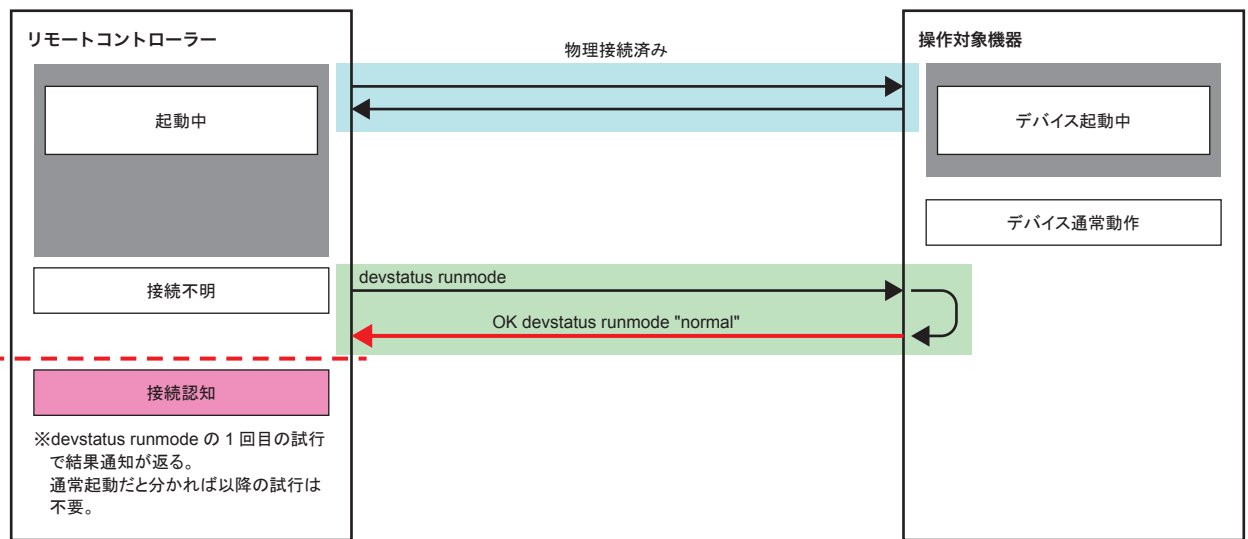 リモートコントローラー
物理接続済み
操作対象機器
起動中
デバイス起動中
デバイス通常動作
接続不明
devstatus runmode
OK devstatus runmode "normal"
接続認知
※devstatus runmode の 1 回目の試行
で結果通知が返る。
通常起動だと分かれば以降の試行は
不要。